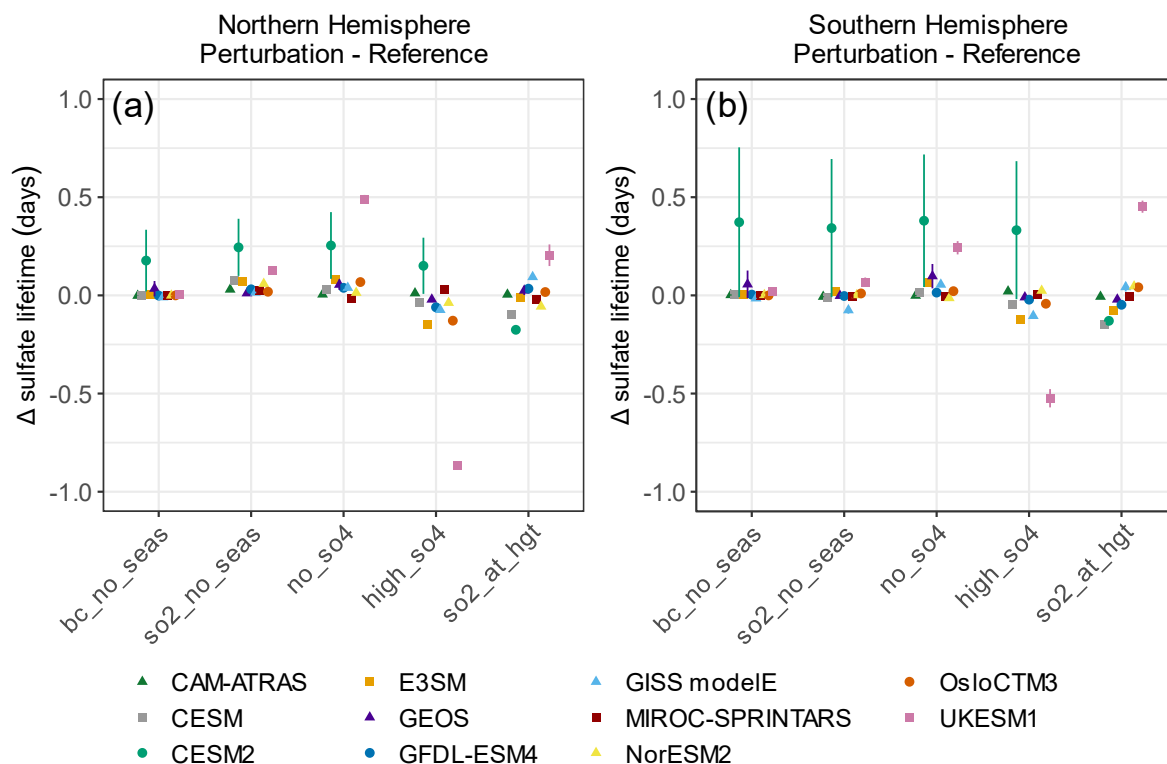 Northern Hemisphere
Perturbation - Reference
Southern Hemisphere
Perturbation - Reference
(a)
(b)
Δ sulfate lifetime (days)
1.0
0.5
0.0
-0.5
-1.0
bc_no_seas
so2_no_seas
no_so4
high_so4
so2_at_hgt
Δ sulfate lifetime (days)
1.0
0.5
0.0
-0.5
-1.0
bc_no_seas
so2_no_seas
no_so4
high_so4
so2_at_hgt
CAM-ATRAS
E3SM
GISS modelE
OsloCTM3
CESM
GEOS
MIROC-SPRINTARS
UKESM1
CESM2
GFDL-ESM4
NorESM2